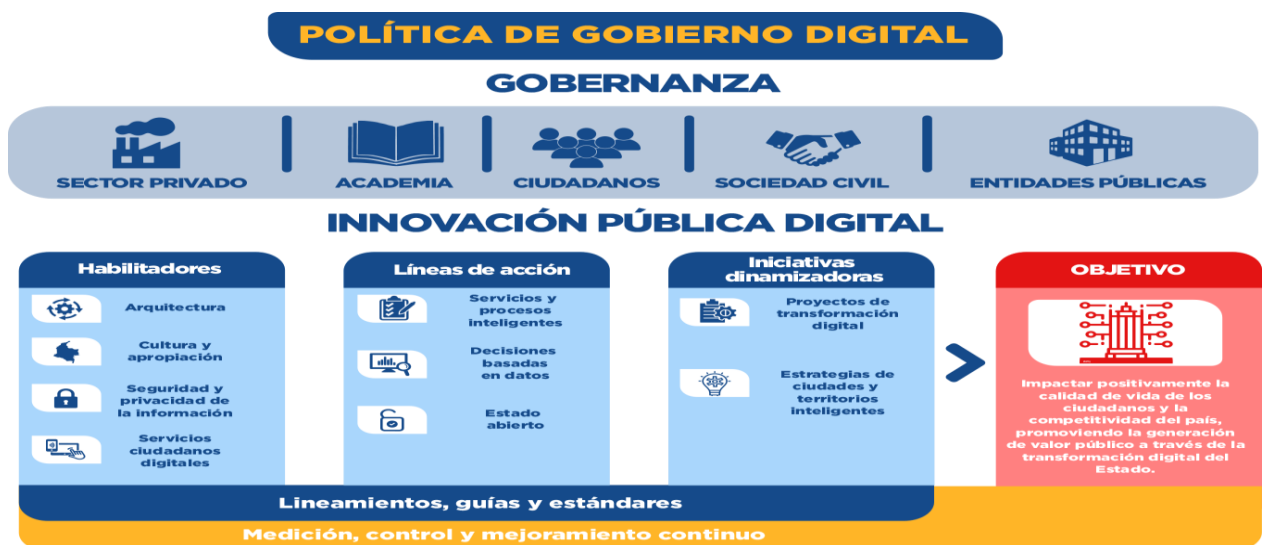 POLÍTICA DE GOBIERNO DIGITAL
GOBERNANZA
SECTOR PRIVADO
ACADEMIA
CIUDADANOS
SOCIEDAD CIVIL
ENTIDADES PÚBLICAS
INNOVACIÓN PÚBLICA DIGITAL
Habilitadores
Arquitectura
Cultura y
apropiación
Seguridad y
privacidad de
la información
Servicios
ciudadanos
digitales
Líneas de acción
Servicios y
procesos
inteligentes
Decisiones
basadas
en datos
Estado
abierto
Iniciativas
dinamizadoras
Proyectos de
transformación
digital
Estrategias de
ciudades y
territorios
inteligentes
OBJETIVO
Impactar positivamente la
calidad de vida de los
ciudadanos y la
competitividad del país,
promoviendo la generación
de valor público a través de la
transformación digital del
Estado.
Lineamientos, guías y estándares
Medición, control y mejoramiento continuo